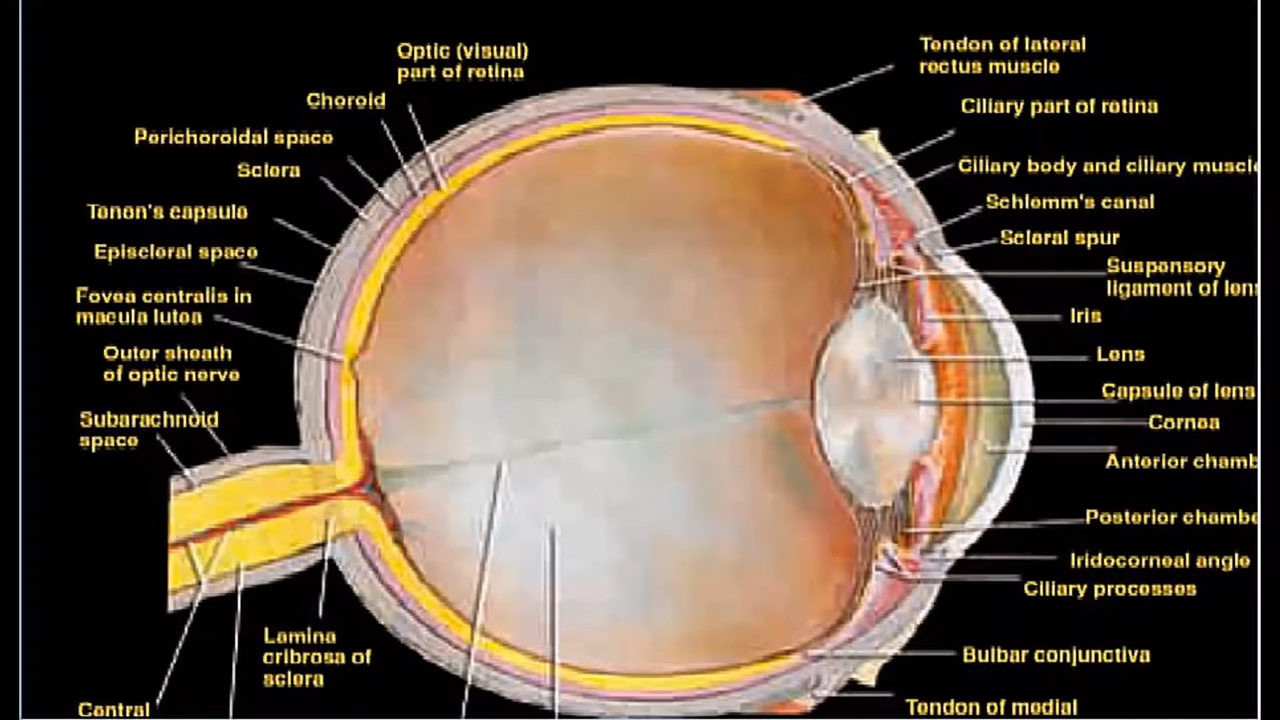 Optic (visual)
part of retina
Choroid
Perichoroidal space
Sclera
Tenon's capsule
Episcleral space
Fovea centralis in
macula lutea
Outer sheath
of optic nerve
Subarachnoid
space
Lamina
cribrosa of
sclera
Central
Tendon of lateral
rectus muscle
Ciliary part of retina
Ciliary body and ciliary muscle
Schlemm's canal
Scleral spur
Suspensory
ligament of lens
Iris
Lens
Capsule of lens
Cornea
Anterior chamb
Posterior chambe
Iridocorneal angle
Ciliary processes
Bulbar conjunctiva
Tendon of medial